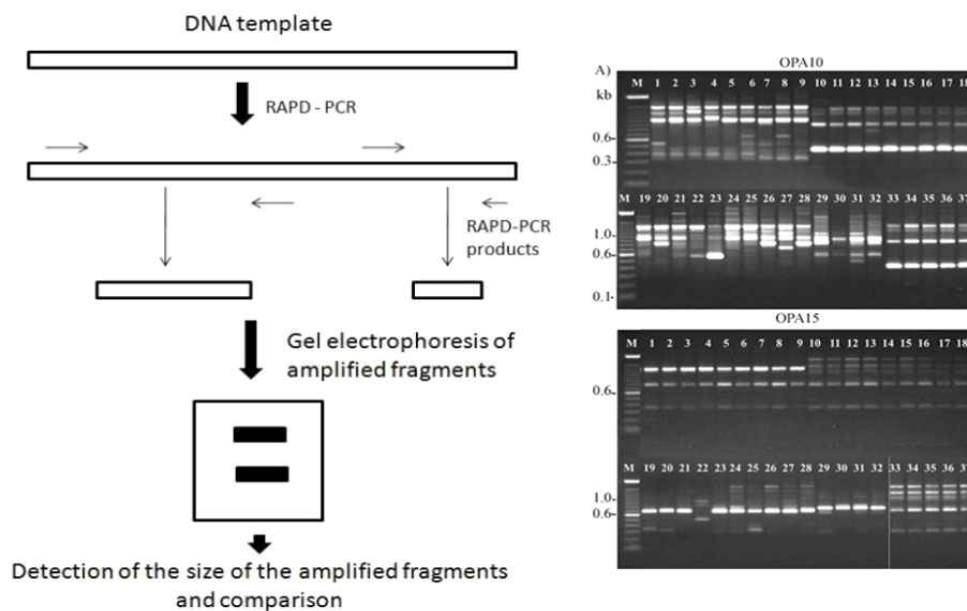 DNA template
RAPD - PCR
RAPD-PCR
products
Gel electrophoresis of
amplified fragments
Detection of the size of the amplified fragments
and comparison
OPA10
A)
kb
M 1 2 3 4 5 6 7 8 9 10 11 12 13 14 15 16 17 18
0.6
0.3
M 19 20 21 22 23 24 25 26 27 28 29 30 31 32 33 34 35 36 37
1.0
0.6
0.1
OPA15
M 1 2 3 4 5 6 7 8 9 10 11 12 13 14 15 16 17 18
0.6
M 19 20 21 22 23 24 25 26 27 28 29 30 31 32 33 34 35 36 37
1.0
0.6